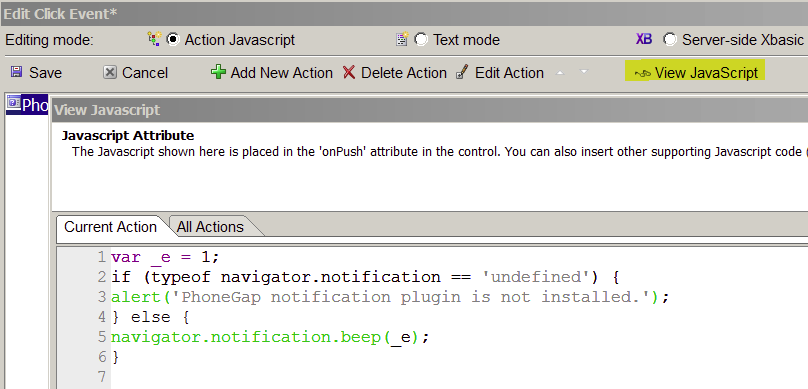 Edit Click Event*
Editing mode: Action Javascript Text mode XB Server-side Xbasic
Save Cancel Add New Action Delete Action Edit Action View JavaScript
Pho
View Javascript
Javascript Attribute
The Javascript shown here is placed in the 'onPush' attribute in the control. You can also insert other supporting Javascript code (
Current Action All Actions
1 var _e = 1;
2 if (typeof navigator.notification == 'undefined') {
3 alert('PhoneGap notification plugin is not installed.');
4 } else {
5 navigator.notification.beep(_e);
6 }
7